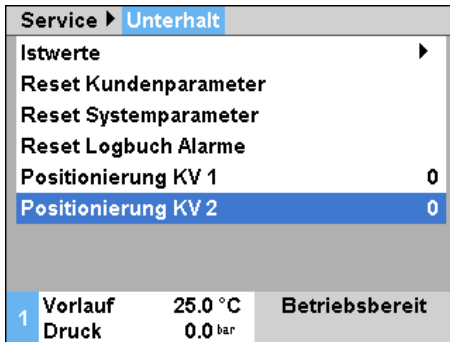 Service ▶ Unterhalt
Istwerte ▶
Reset Kundenparameter
Reset Systemparameter
Reset Logbuch Alarme
Positionierung KV 1 0
Positionierung KV 2 0
1 Vorlauf 25.0 °C Betriebsbereit
Druck 0.0 bar